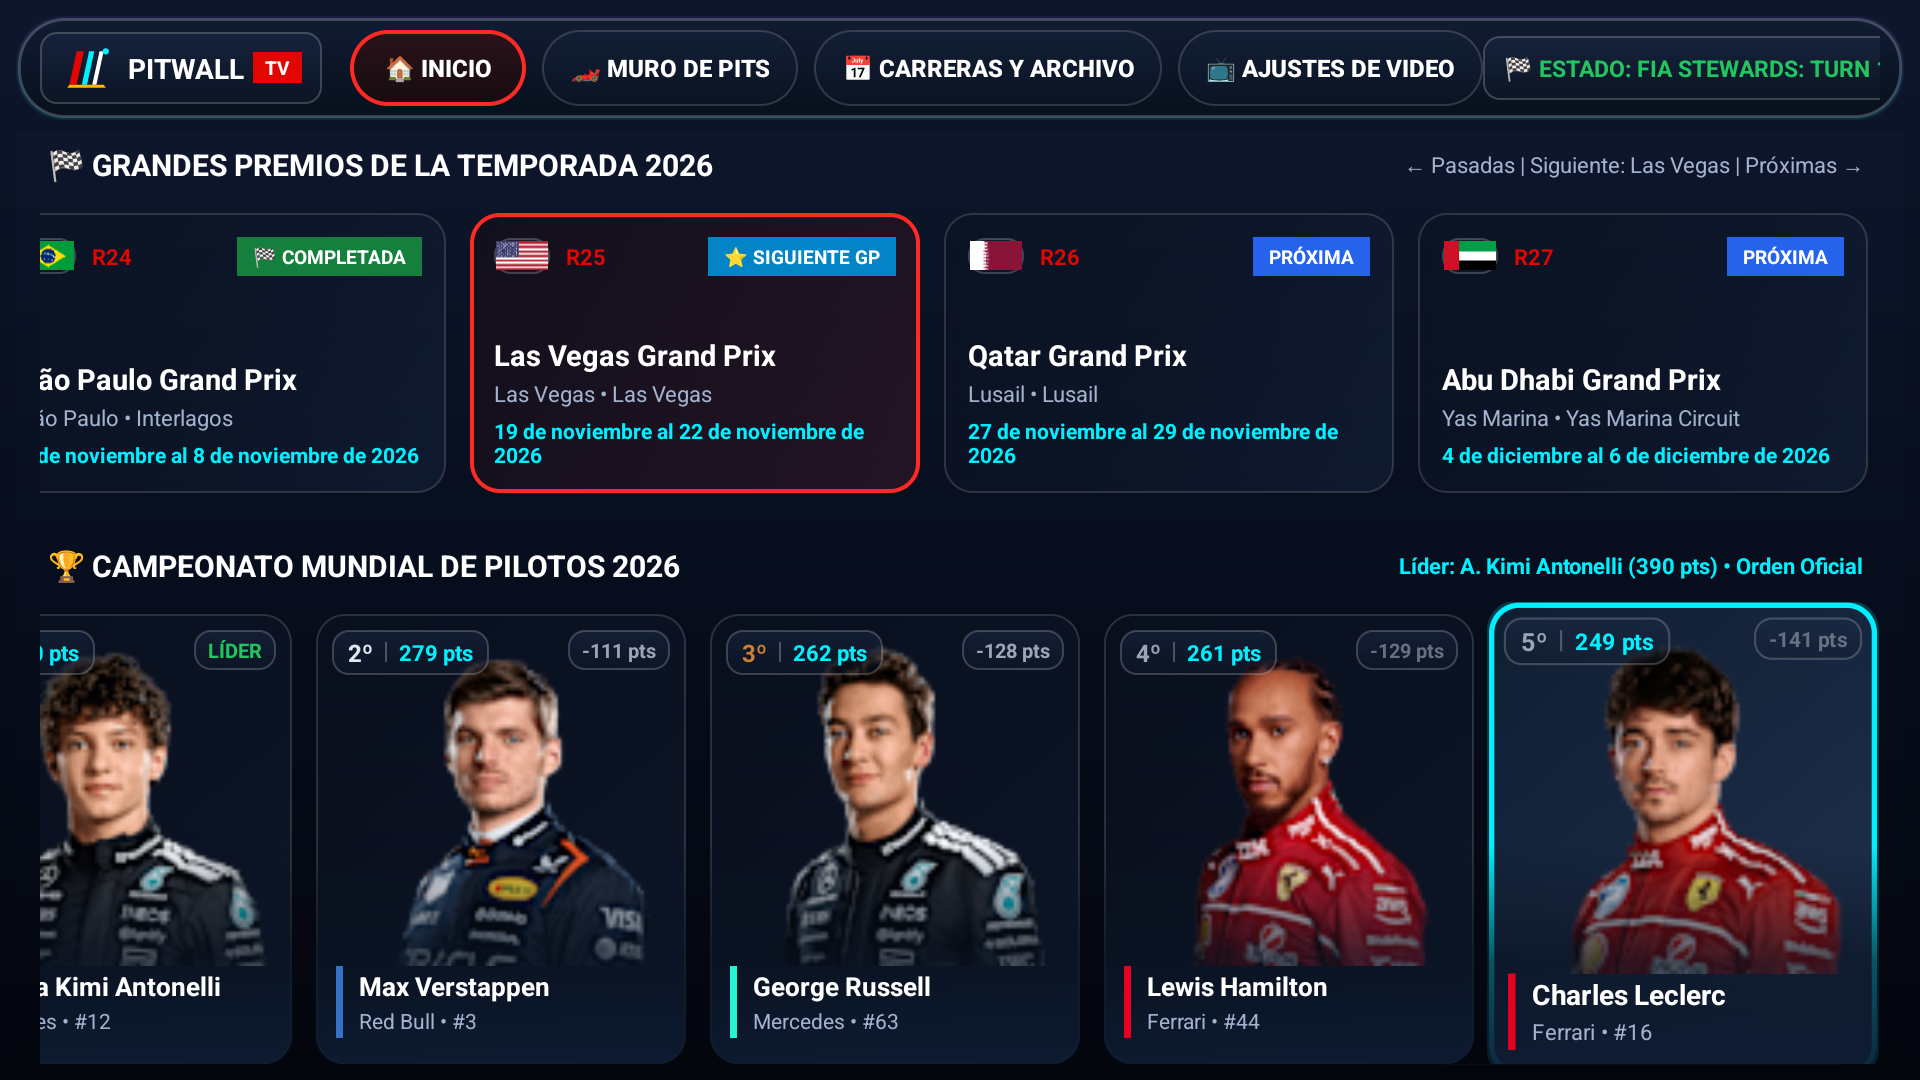 PITWALL TV
INICIO
MURO DE PITS
CARRERAS Y ARCHIVO
AJUSTES DE VIDEO
ESTADO: FIA STEWARDS: TURN
GRANDES PREMIOS DE LA TEMPORADA 2026
← Pasadas | Siguiente: Las Vegas | Próximas →
R24
COMPLETADA
ão Paulo Grand Prix
ão Paulo • Interlagos
de noviembre al 8 de noviembre de 2026
R25
SIGUIENTE GP
Las Vegas Grand Prix
Las Vegas • Las Vegas
19 de noviembre al 22 de noviembre de
2026
R26
PRÓXIMA
Qatar Grand Prix
Lusail • Lusail
27 de noviembre al 29 de noviembre de
2026
R27
PRÓXIMA
Abu Dhabi Grand Prix
Yas Marina • Yas Marina Circuit
4 de diciembre al 6 de diciembre de 2026
CAMPEONATO MUNDIAL DE PILOTOS 2026
Líder: A. Kimi Antonelli (390 pts) • Orden Oficial
pts
LÍDER
a Kimi Antonelli
es • #12
2º | 279 pts
-111 pts
VISA
Max Verstappen
Red Bull • #3
3º | 262 pts
-128 pts
INEOS
George Russell
Mercedes • #63
4º | 261 pts
-129 pts
aws
Lewis Hamilton
Ferrari • #44
5º | 249 pts
-141 pts
aws
Charles Leclerc
Ferrari • #16